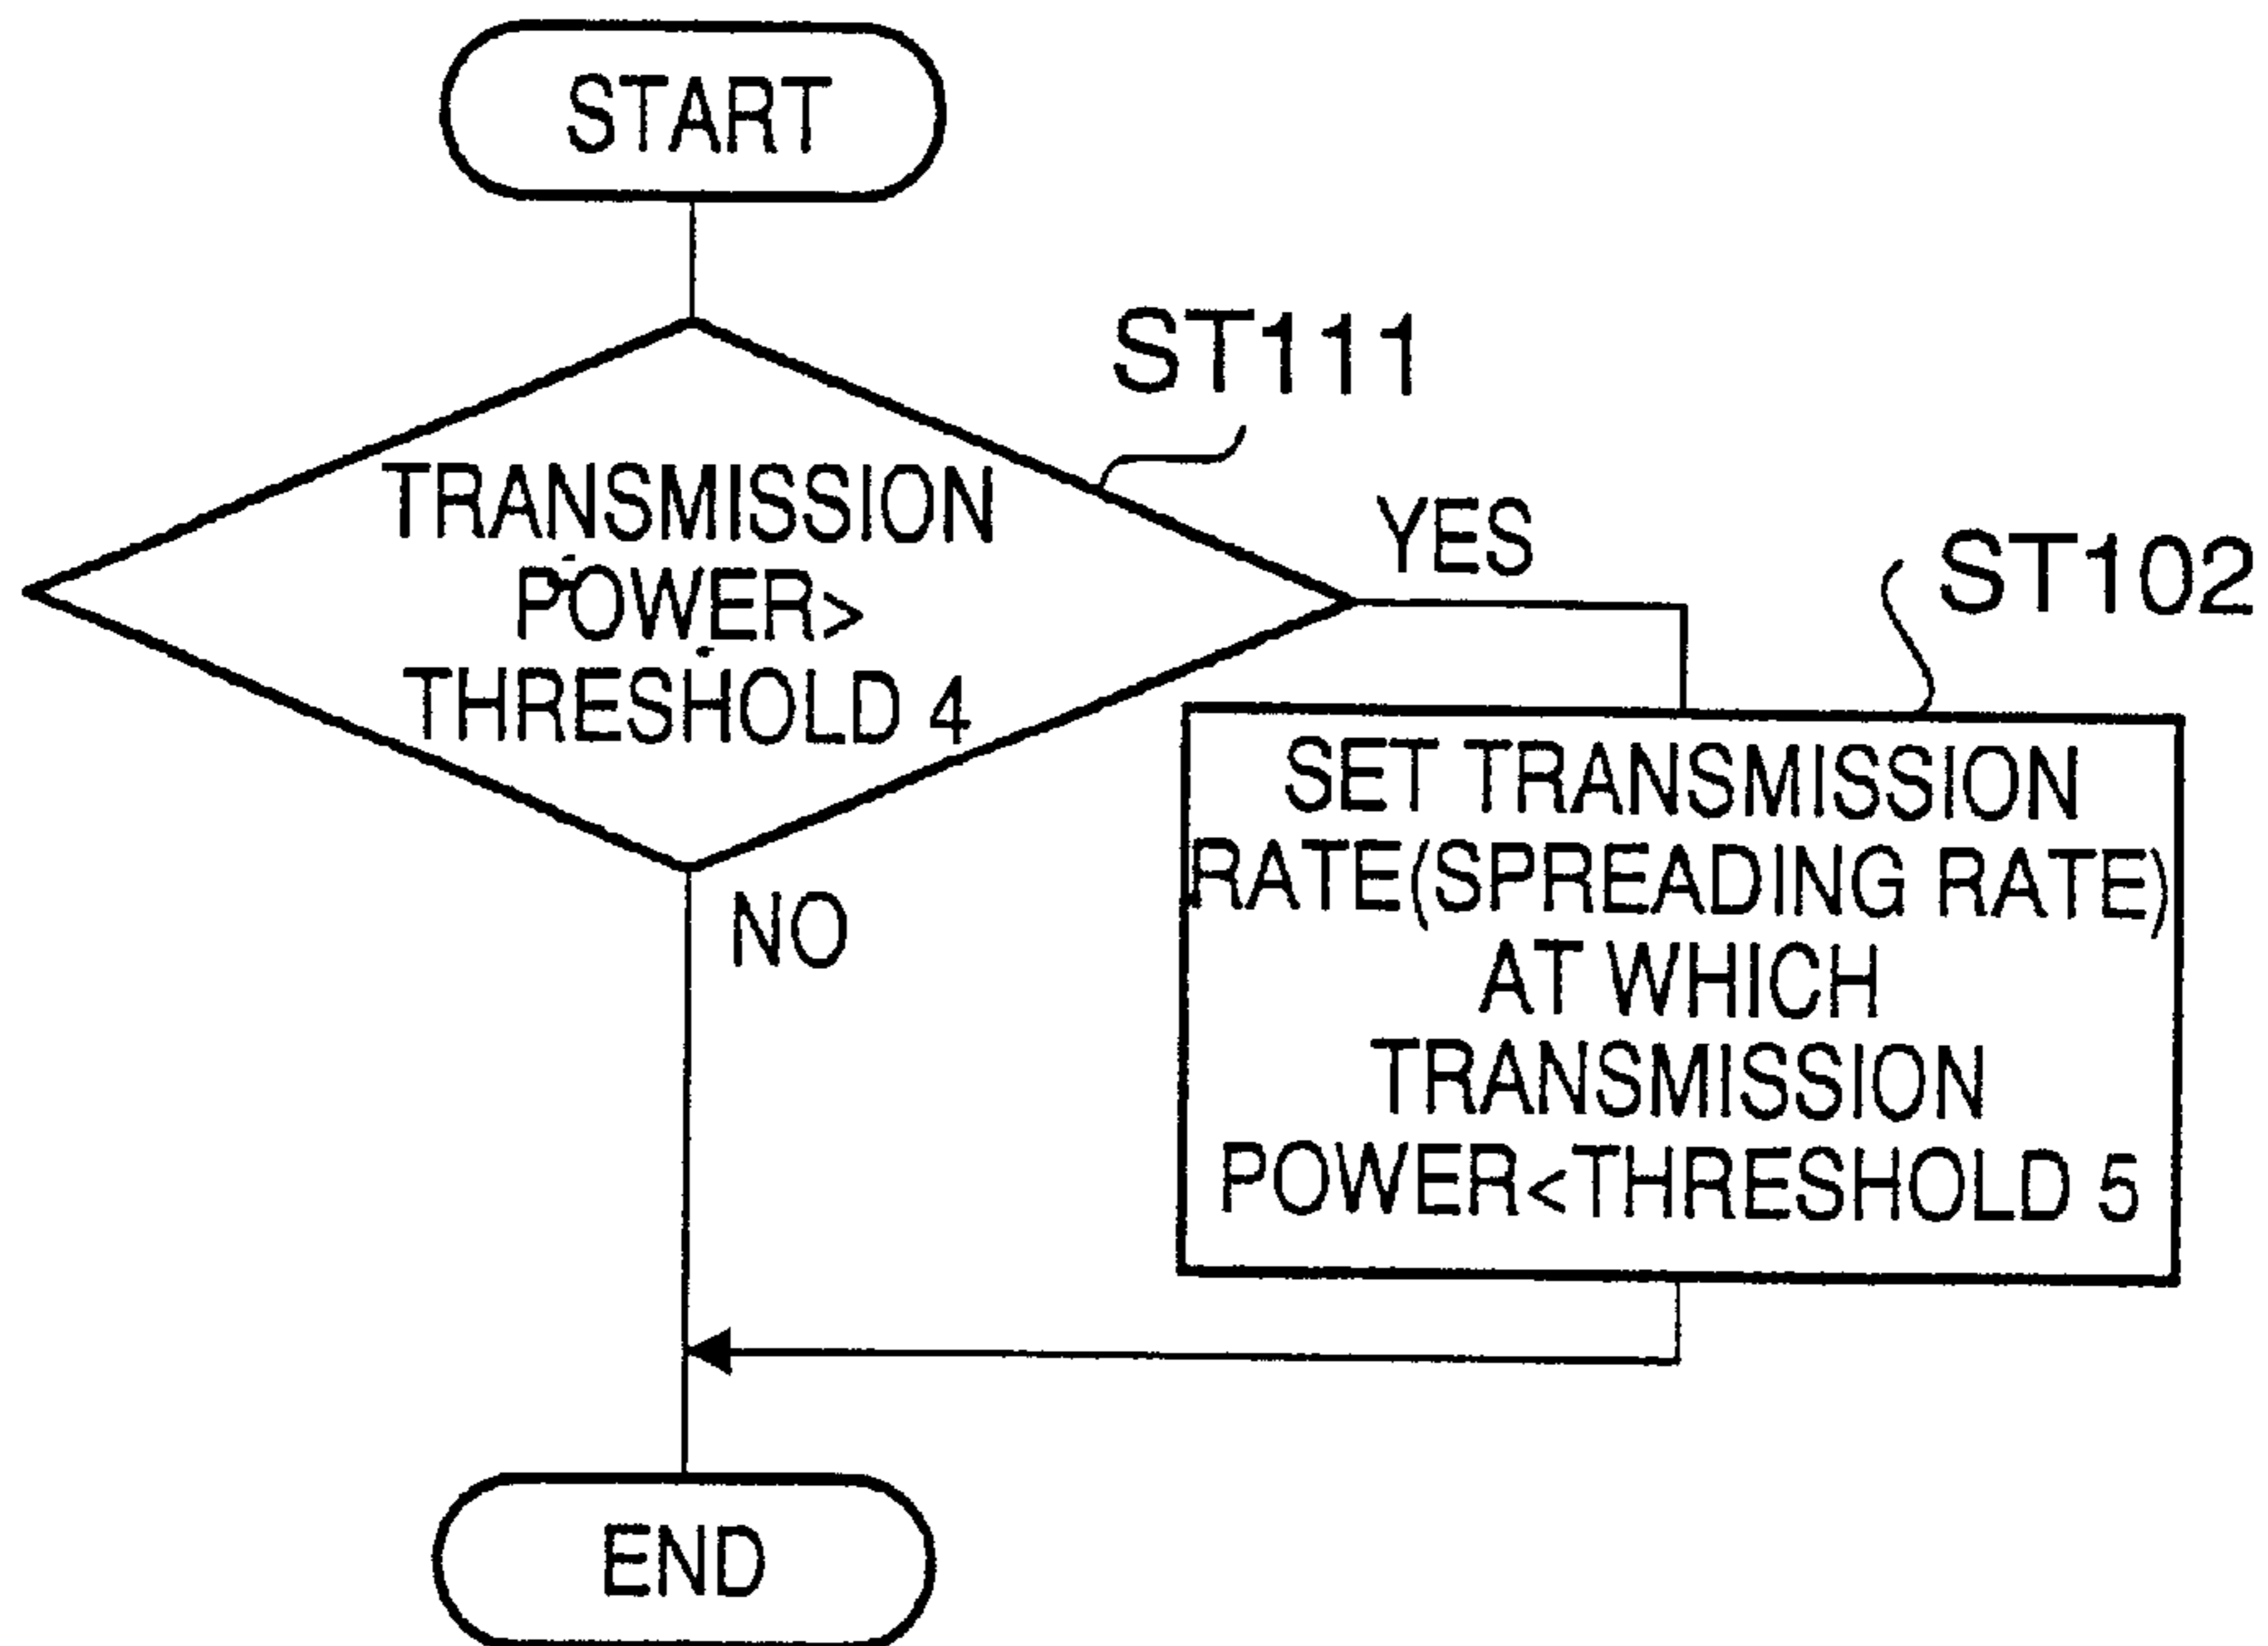 START
ST111
TRANSMISSION
POWER>
THRESHOLD 4
YES
ST102
SET TRANSMISSION
RATE(SPREADING RATE)
AT WHICH
TRANSMISSION
POWER<THRESHOLD 5
NO
END